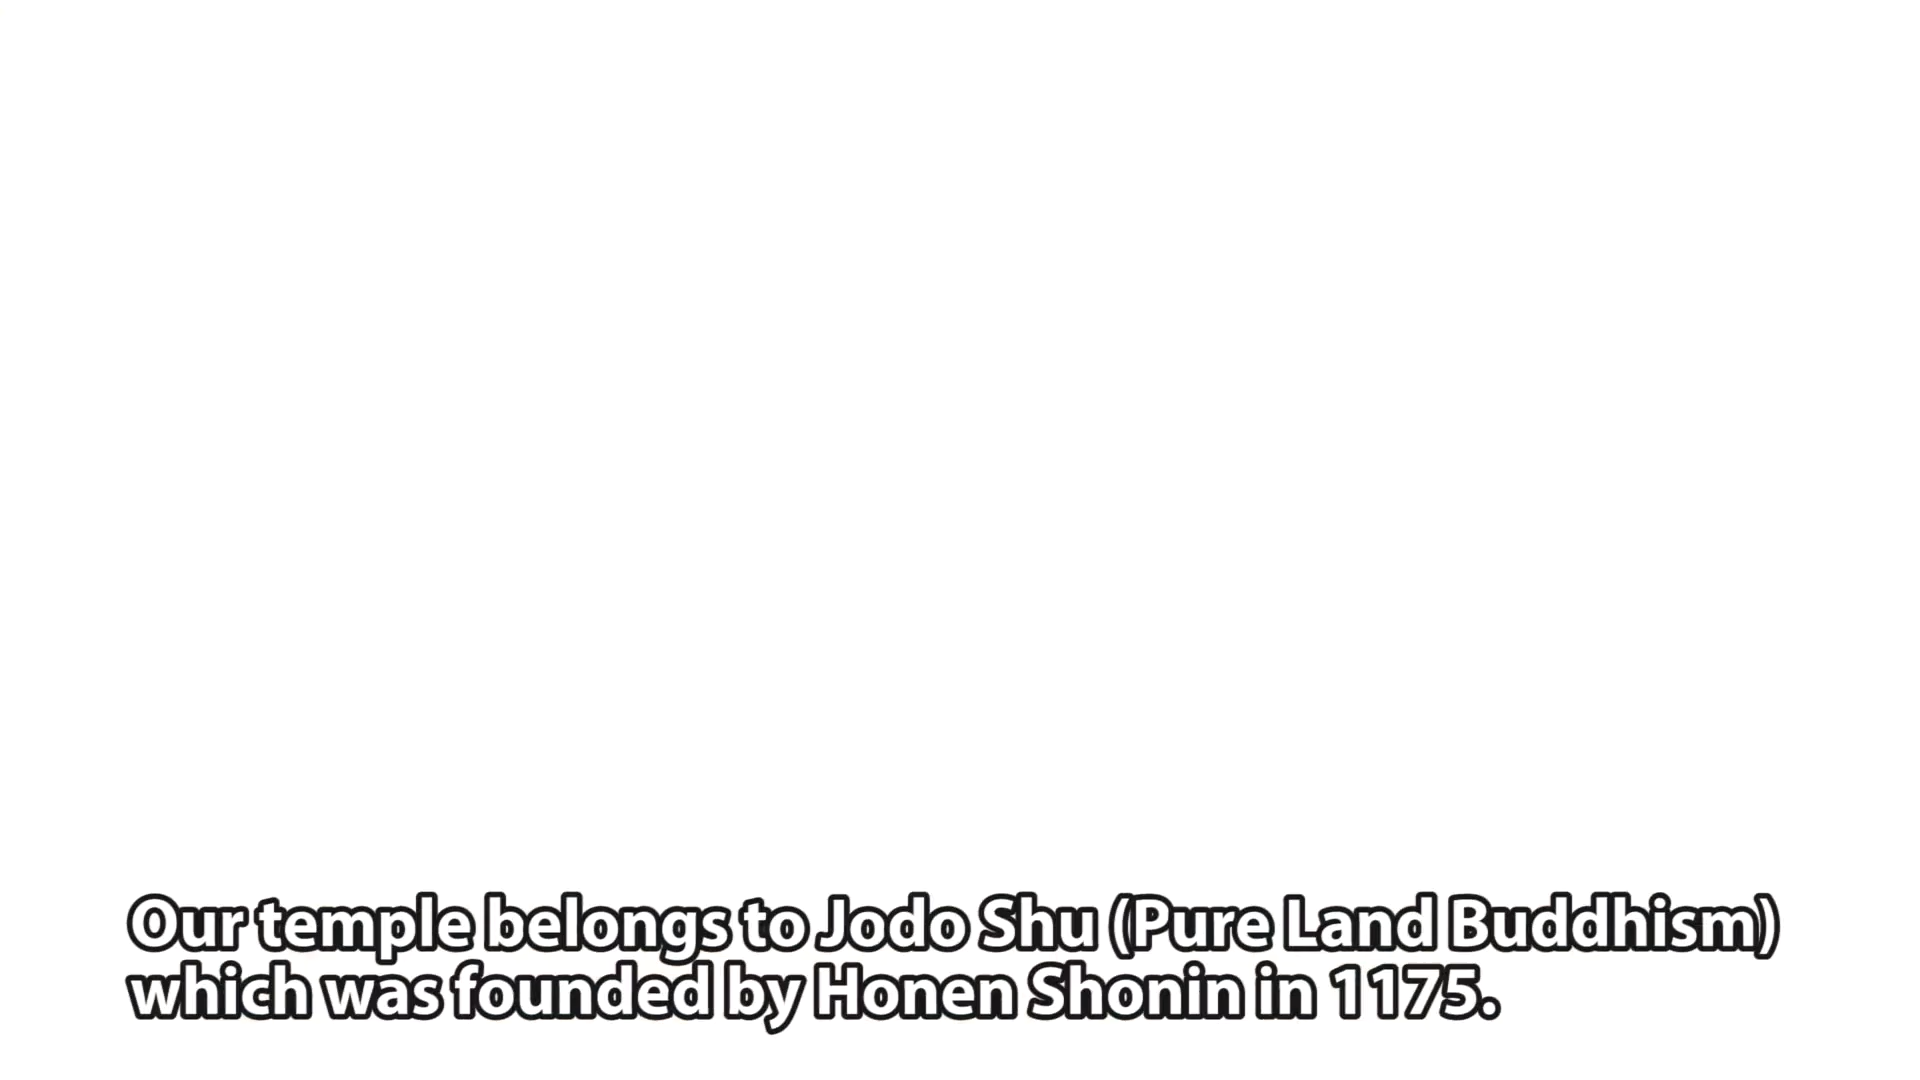 Our temple belongs to Jodo Shu (Pure Land Buddhism)
which was founded by Honen Shonin in 1175.